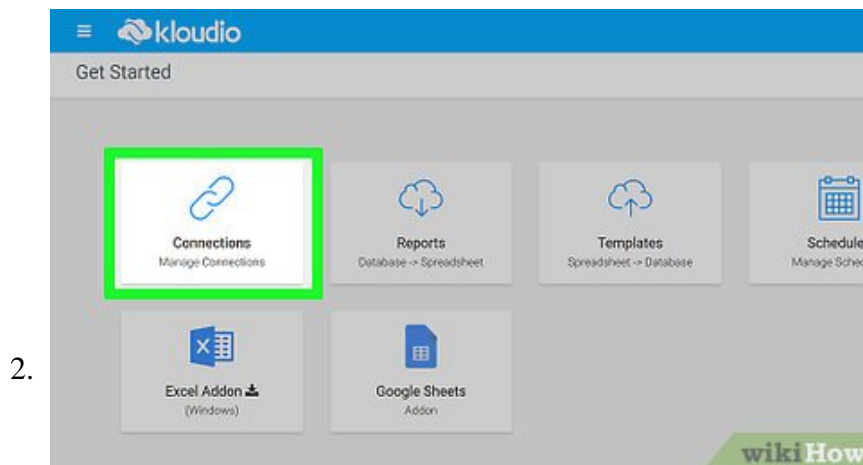 kloudio
Get Started
Connections
Manage Connections
Reports
Database -> Spreadsheet
Templates
Spreadsheet -> Database
Schedule
Manage Sched
2.
Excel Addon
(Windows)
Google Sheets
Addon
wikiHow